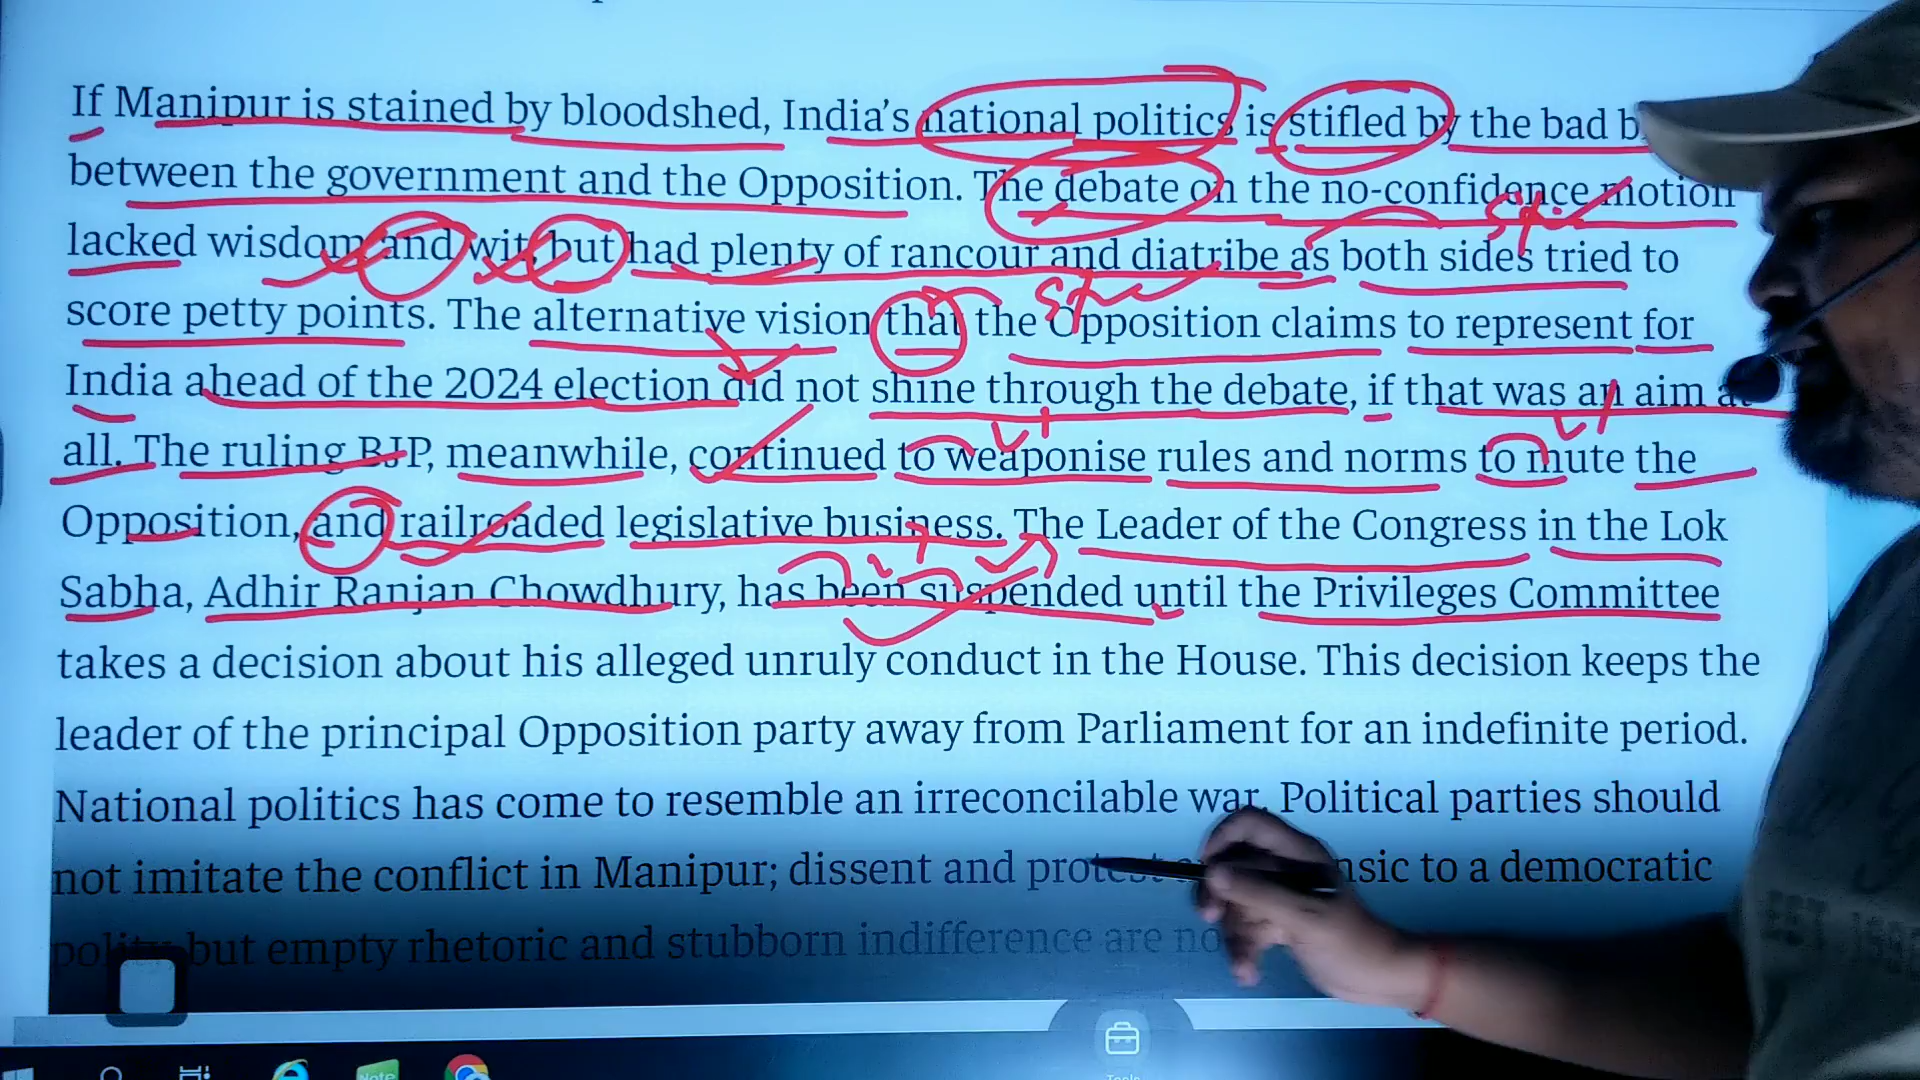 If Manipur is stained by bloodshed, India's national politics is stifled by the bad
between the government and the Opposition. The debate on the no-confidence motion
lacked wisdom and wit, but had plenty of rancour and diatribe as both sides tried to
score petty points. The alternative vision that the Opposition claims to represent for
India ahead of the 2024 election did not shine through the debate, if that was an aim at
all. The ruling BJP, meanwhile, continued to weaponise rules and norms to mute the
Opposition, and railroaded legislative business. The Leader of the Congress in the Lok
Sabha, Adhir Ranjan Chowdhury, has been suspended until the Privileges Committee
takes a decision about his alleged unruly conduct in the House. This decision keeps the
leader of the principal Opposition party away from Parliament for an indefinite period.
National politics has come to resemble an irreconcilable war. Political parties should
not imitate the conflict in Manipur; dissent and protest to a democratic
polity, but empty rhetoric and stubborn indifference are
Note
Tools